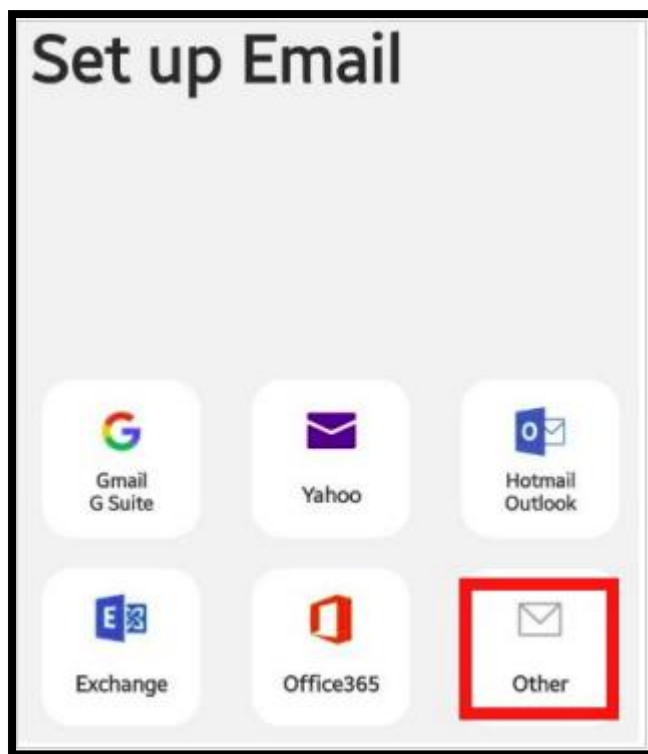 Set up Email
Gmail
G Suite
Yahoo
Hotmail
Outlook
Exchange
Office365
Other